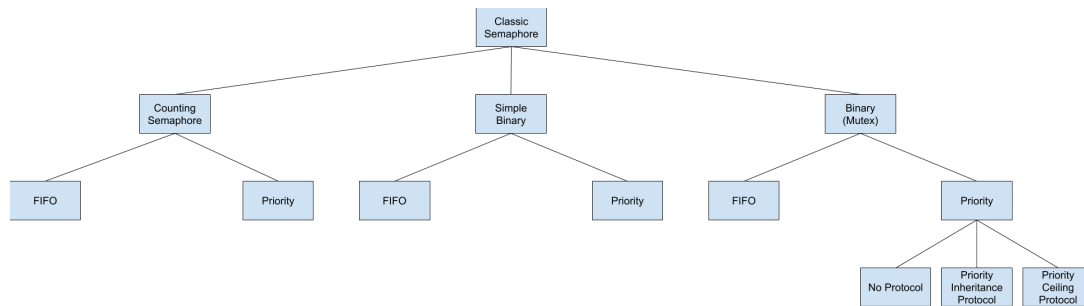 Classic
Semaphore
Counting
Semaphore
Simple
Binary
Binary
(Mutex)
FIFO
Priority
FIFO
Priority
FIFO
Priority
No Protocol
Priority
Inheritance
Protocol
Priority
Ceiling
Protocol